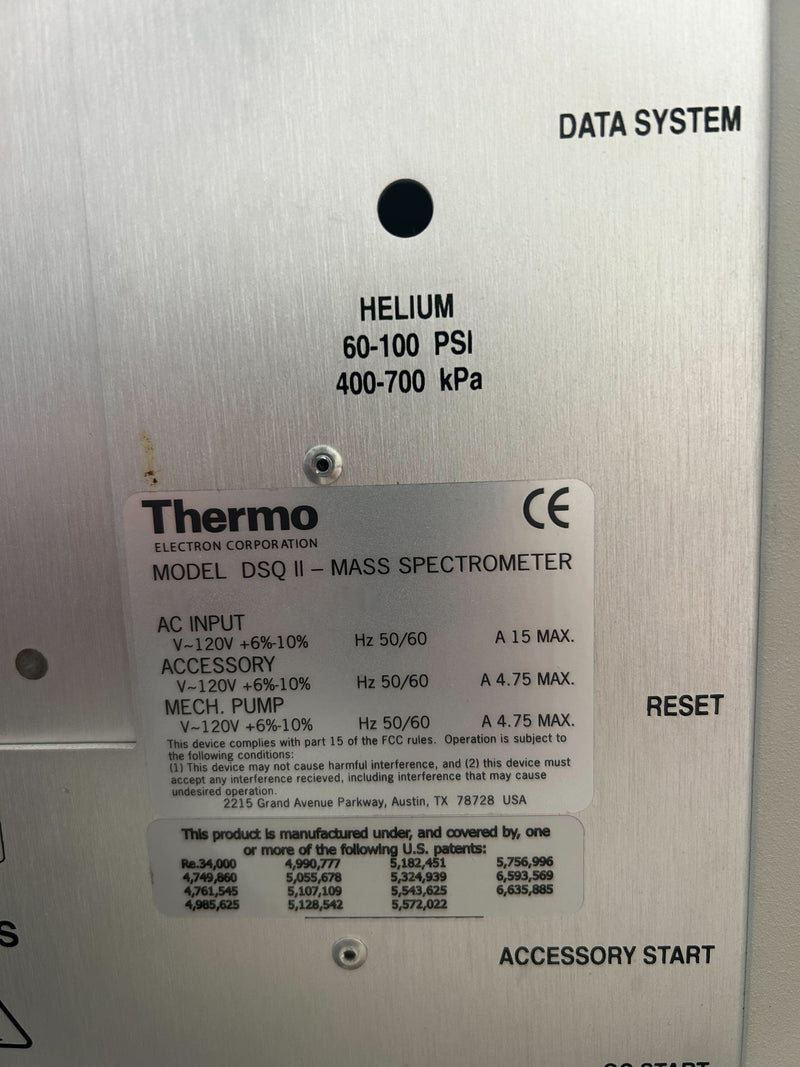 DATA SYSTEM
HELIUM
60-100 PSI
400-700 kPa
Thermo
ELECTRON CORPORATION
CE
MODEL DSQ II – MASS SPECTROMETER
AC INPUT
V~120V +6%-10% Hz 50/60 A 15 MAX.
ACCESSORY
V~120V +6%-10% Hz 50/60 A 4.75 MAX.
MECH. PUMP
V~120V +6%-10% Hz 50/60 A 4.75 MAX.
This device complies with part 15 of the FCC rules. Operation is subject to
the following conditions:
(1) This device may not cause harmful interference, and (2) this device must
accept any interference recieved, including interference that may cause
undesired operation.
2215 Grand Avenue Parkway, Austin, TX 78728 USA
RESET
This product is manufactured under, and covered by, one
or more of the following U.S. patents:
Re.34,000 4,990,777 5,182,451 5,756,996
4,749,860 5,055,678 5,324,939 6,593,569
4,761,545 5,107,109 5,543,625 6,635,885
4,985,625 5,128,542 5,572,022
S
ACCESSORY START